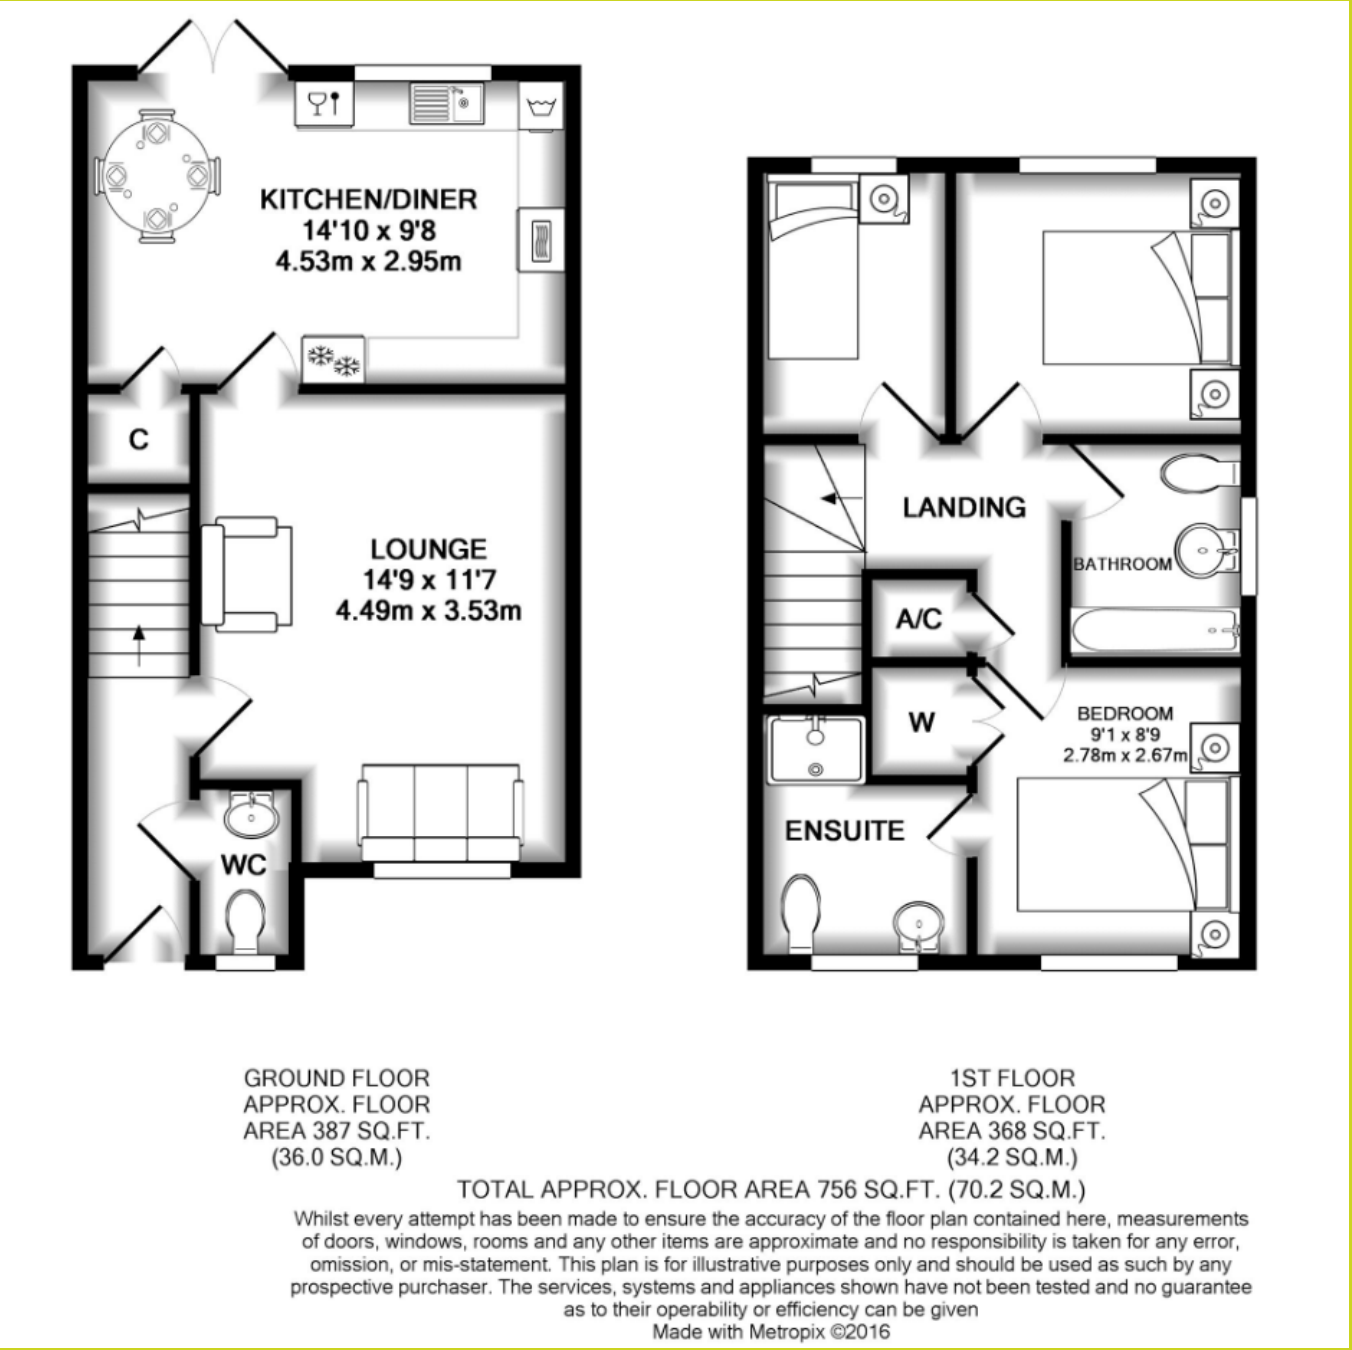 KITCHEN/DINER
14'10 x 9'8
4.53m x 2.95m
C
LOUNGE
14'9 x 11'7
4.49m x 3.53m
WC
LANDING
BATHROOM
A/C
W
BEDROOM
9'1 x 8'9
2.78m x 2.67m
ENSUITE
GROUND FLOOR
APPROX. FLOOR
AREA 387 SQ.FT.
(36.0 SQ.M.)
1ST FLOOR
APPROX. FLOOR
AREA 368 SQ.FT.
(34.2 SQ.M.)
TOTAL APPROX. FLOOR AREA 756 SQ.FT. (70.2 SQ.M.)
Whilst every attempt has been made to ensure the accuracy of the floor plan contained here, measurements
of doors, windows, rooms and any other items are approximate and no responsibility is taken for any error,
omission, or mis-statement. This plan is for illustrative purposes only and should be used as such by any
prospective purchaser. The services, systems and appliances shown have not been tested and no guarantee
as to their operability or efficiency can be given
Made with Metropix ©2016